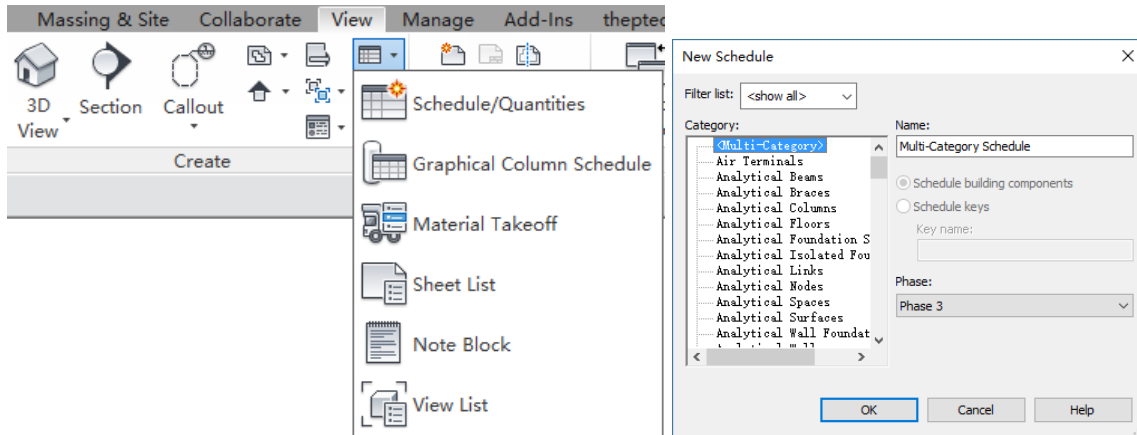 Massing & Site Collaborate View Manage Add-Ins theptec
3D View
Section
Callout
Create
Schedule/Quantities
Graphical Column Schedule
Material Takeoff
Sheet List
Note Block
View List
New Schedule
Filter list: <show all>
Category:
<Multi-Category>
Air Terminals
Analytical Beams
Analytical Braces
Analytical Columns
Analytical Floors
Analytical Foundation S
Analytical Isolated Fou
Analytical Links
Analytical Nodes
Analytical Spaces
Analytical Surfaces
Analytical Wall Foundat
Name:
Multi-Category Schedule
Schedule building components
Schedule keys
Key name:
Phase:
Phase 3
OK Cancel Help